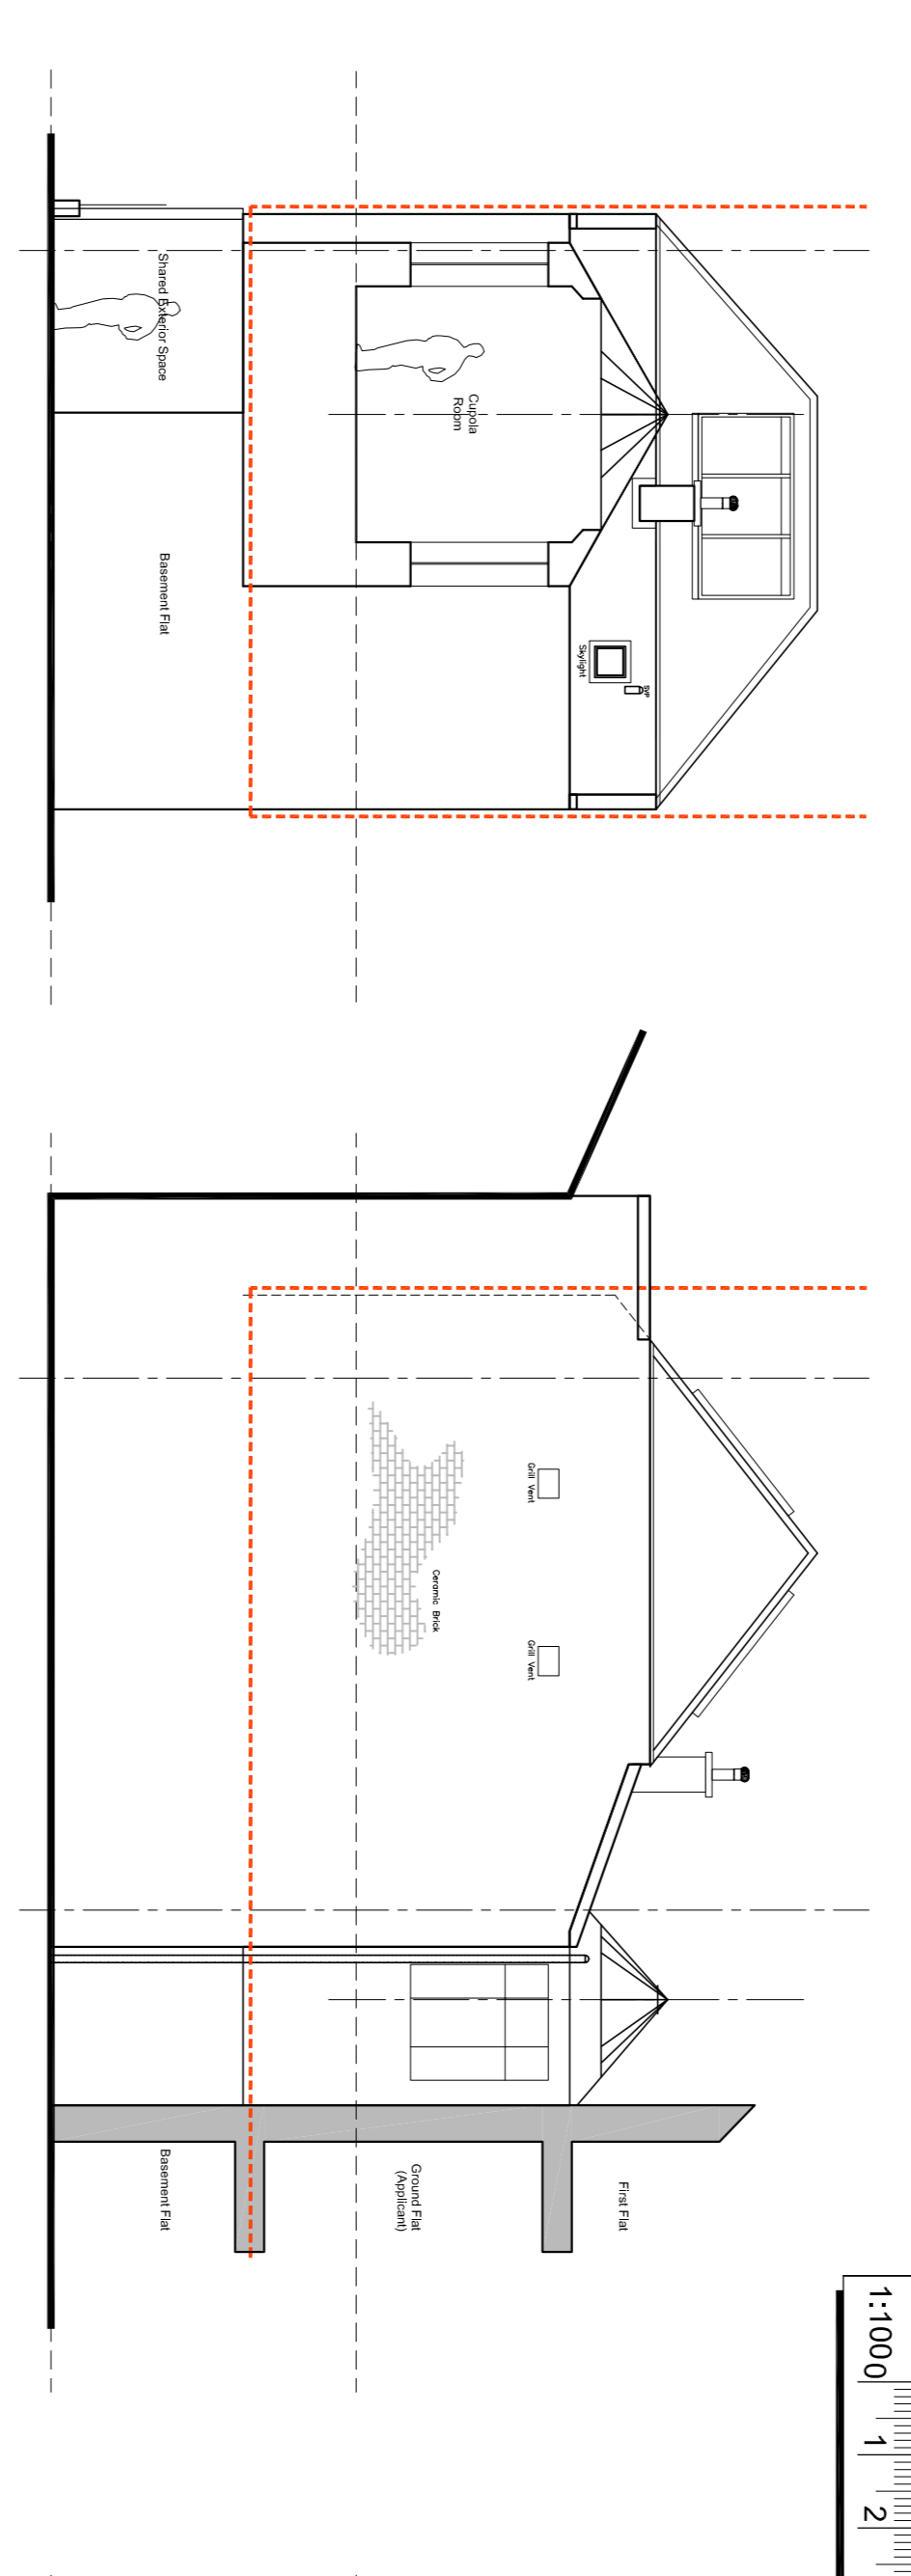 Shared Exterior Space
Cupola
Room
Basement Flat
Skylight
SVP
Grill Vent
Ceramic Brick
Grill Vent
First Flat
Ground Flat
(Applicant)
Basement Flat
1:100
0 1 2